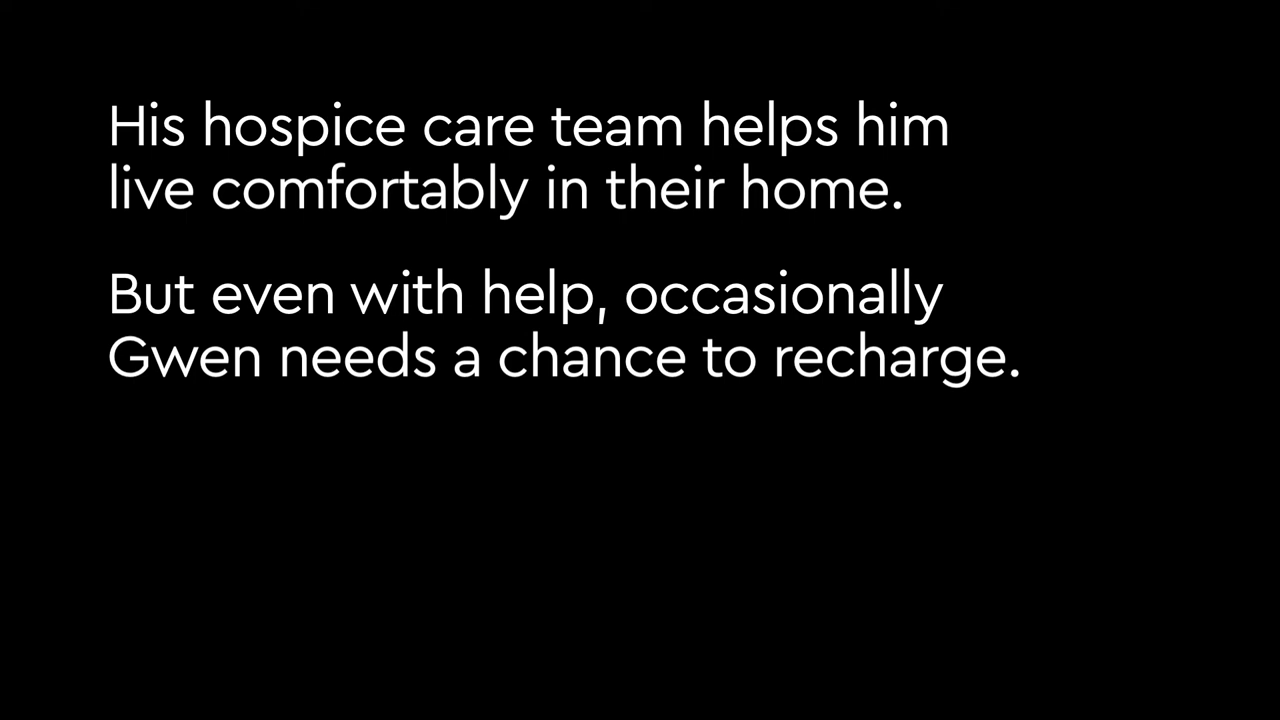 His hospice care team helps him
live comfortably in their home.
But even with help, occasionally
Gwen needs a chance to recharge.